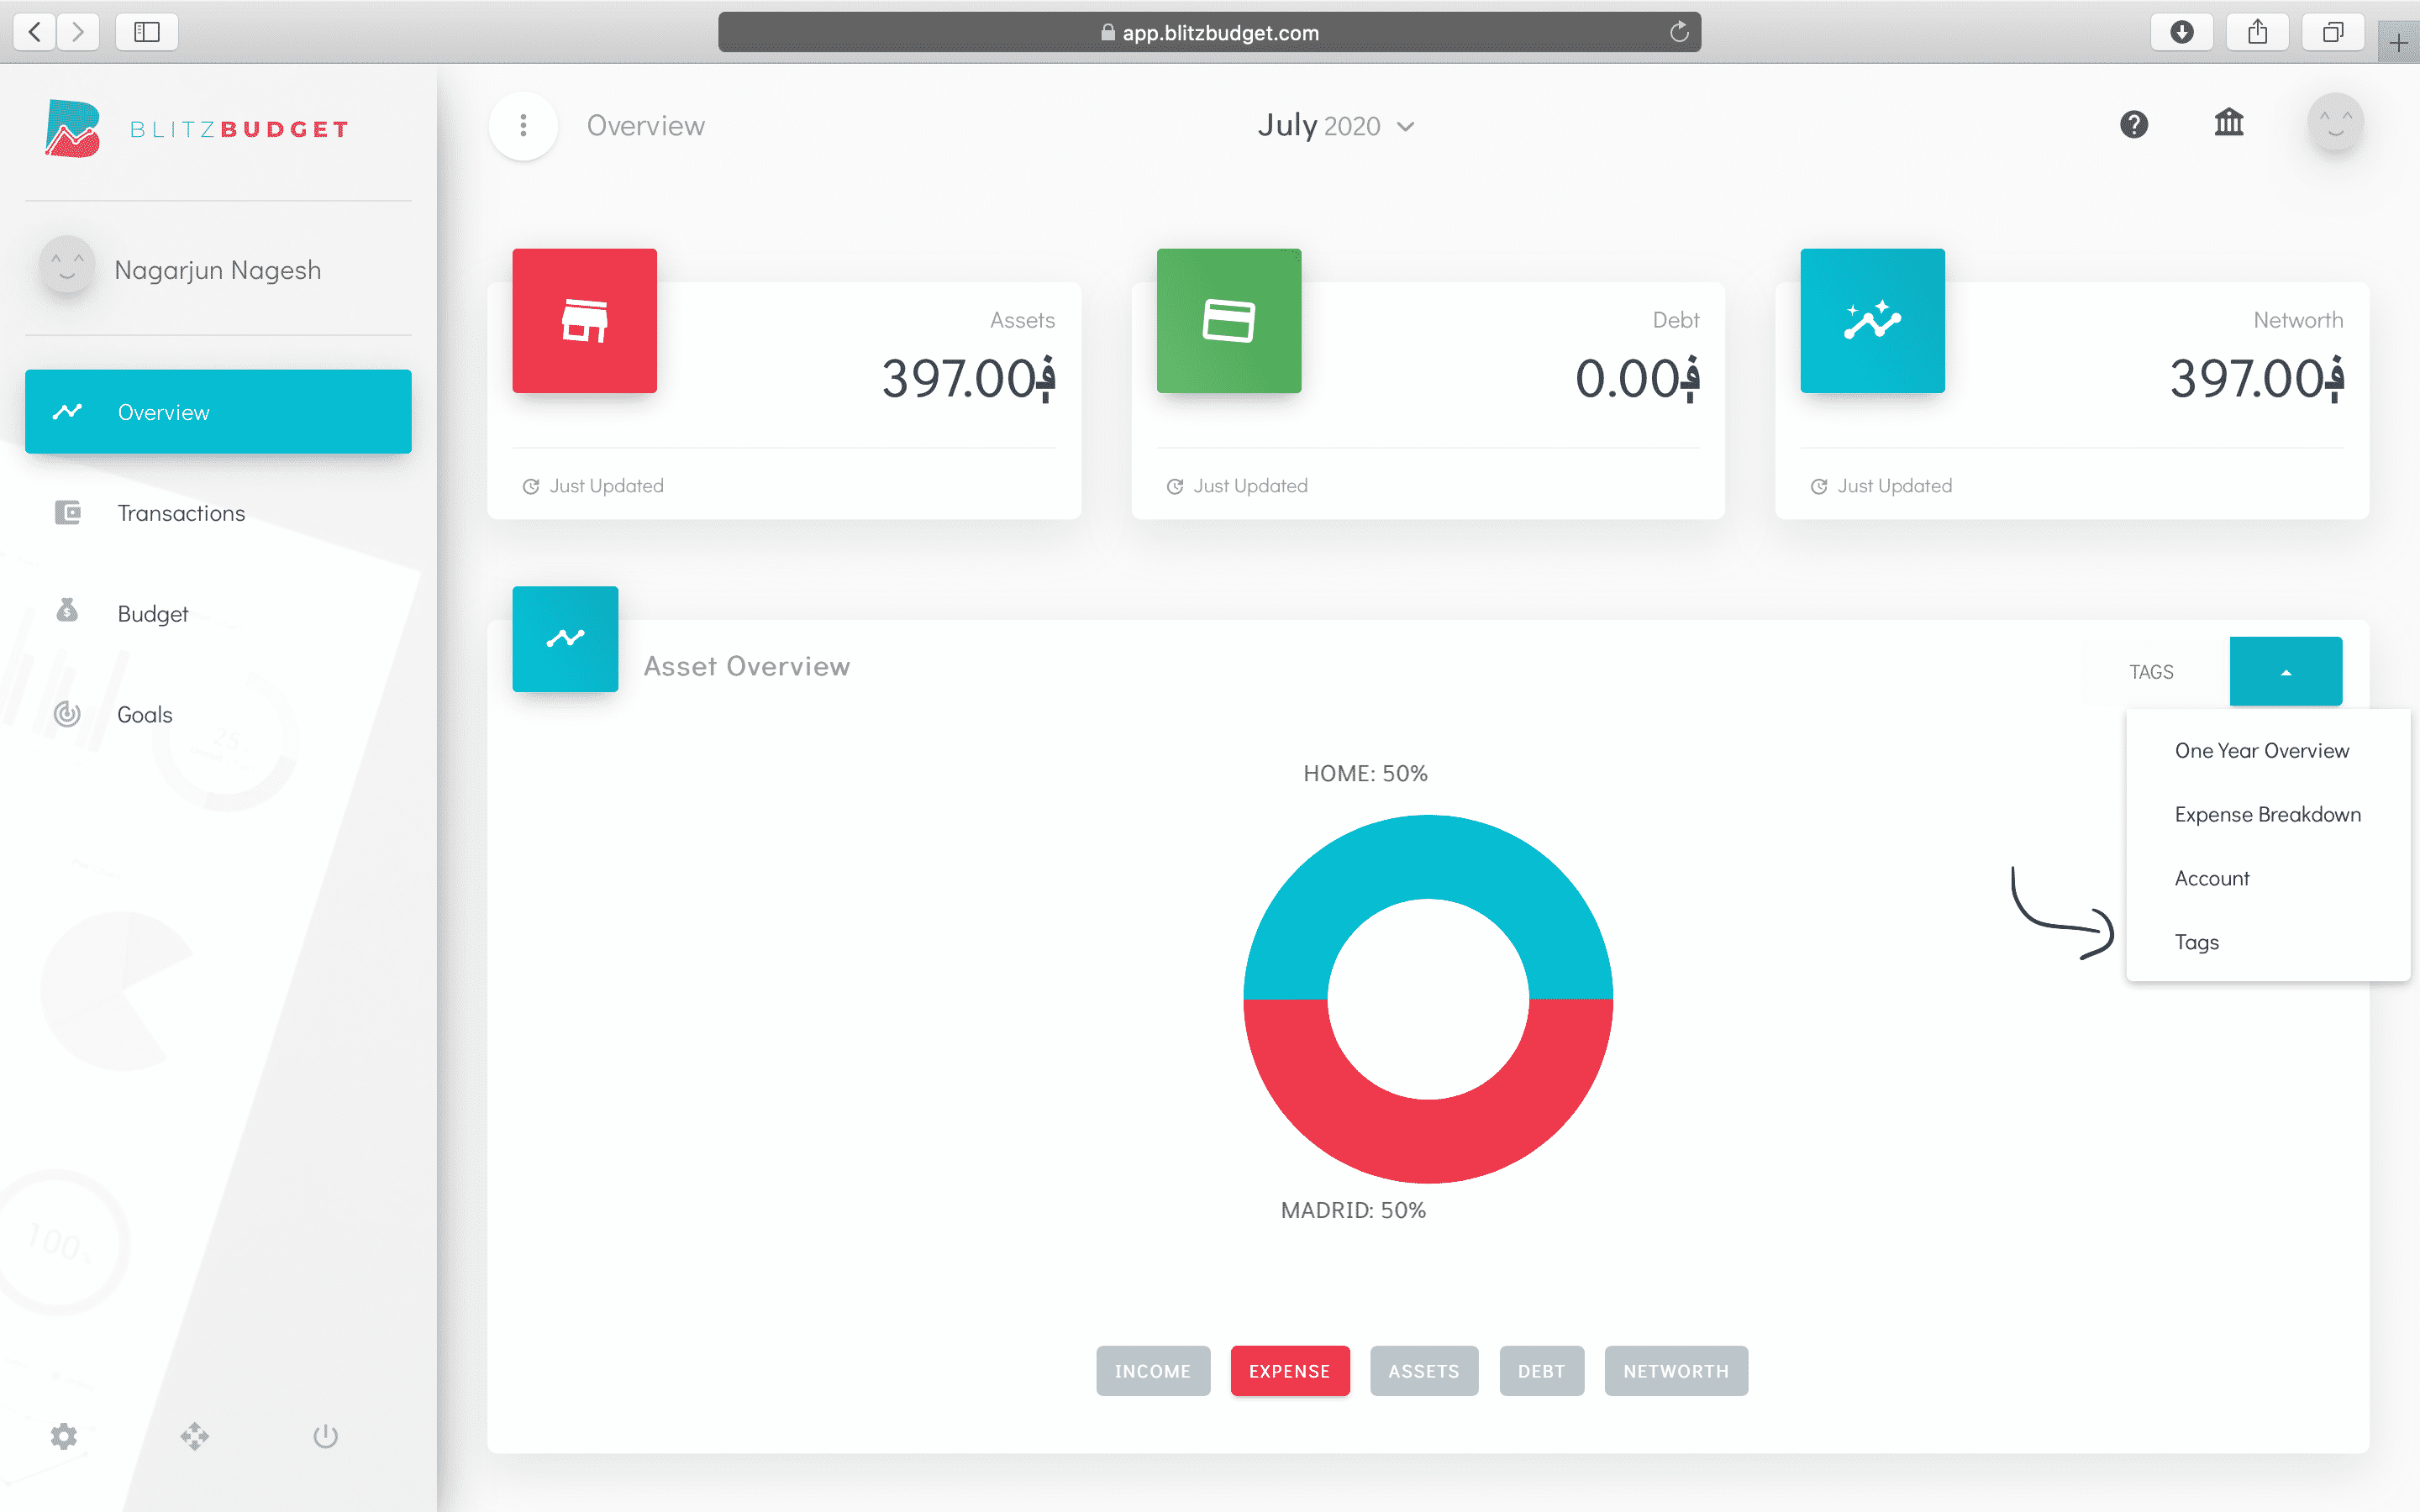 app.blitzbudget.com
BLITZBUDGET
Overview
July 2020
Nagarjun Nagesh
Overview
Transactions
Budget
Goals
Assets
397.00؋
Just Updated
Debt
0.00؋
Just Updated
Networth
397.00؋
Just Updated
Asset Overview
TAGS
One Year Overview
Expense Breakdown
Account
Tags
HOME: 50%
MADRID: 50%
INCOME
EXPENSE
ASSETS
DEBT
NETWORTH
25
100